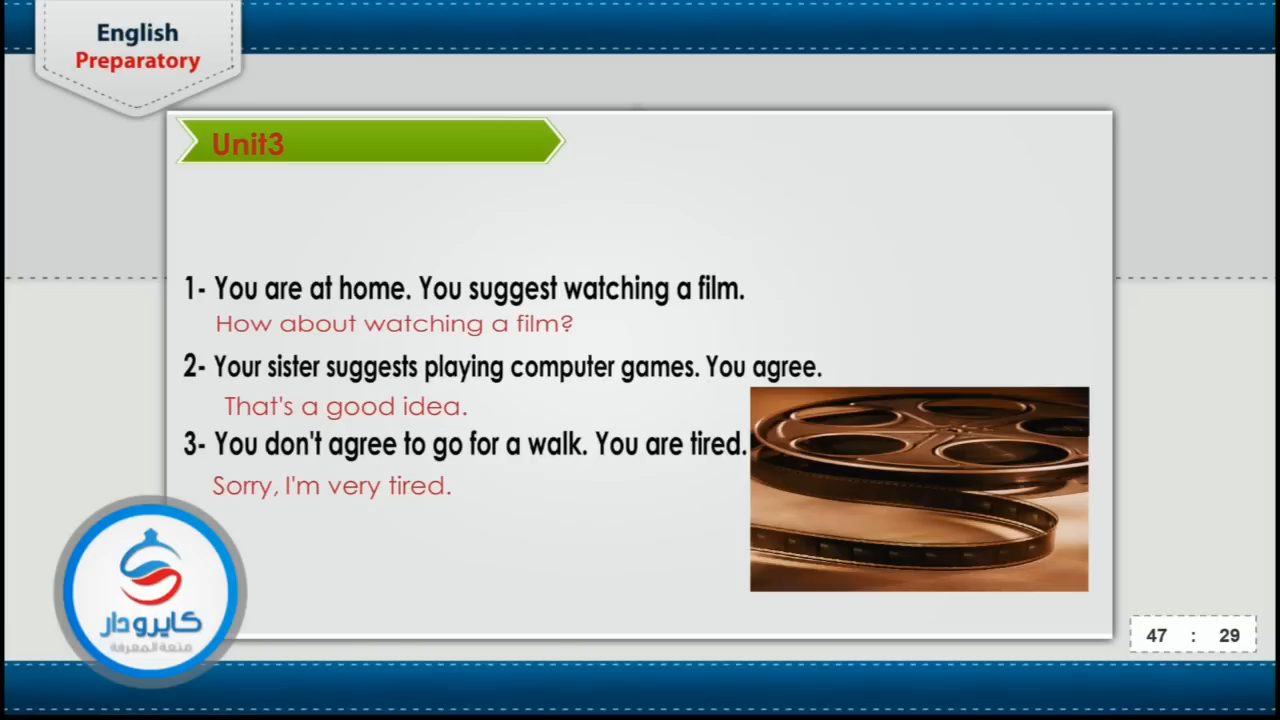 English
Preparatory
Unit3
1- You are at home. You suggest watching a film.
How about watching a film?
2- Your sister suggests playing computer games. You agree.
That's a good idea.
3- You don't agree to go for a walk. You are tired.
Sorry, I'm very tired.
كايرودار
متعة المعرفة
47 : 29